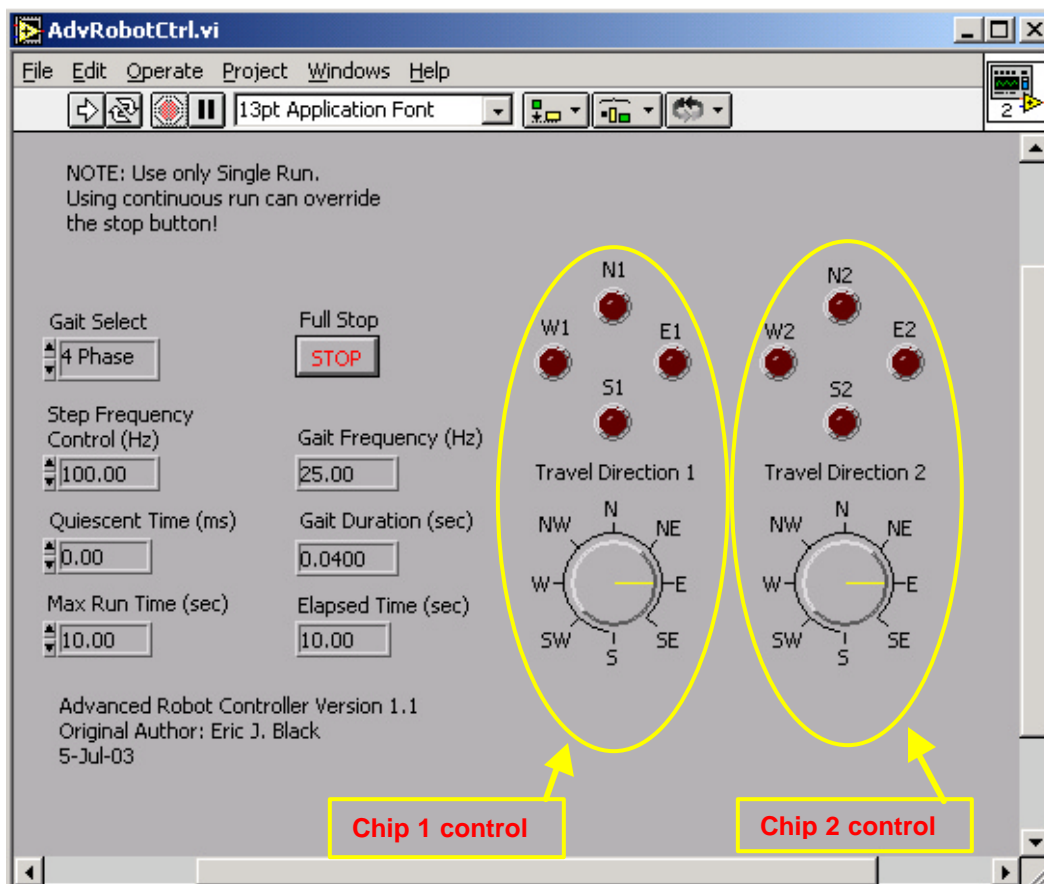 AdvRobotCtrl.vi
File Edit Operate Project Windows Help
13pt Application Font
2
NOTE: Use only Single Run.
Using continuous run can override
the stop button!
Gait Select
4 Phase
Full Stop
STOP
Step Frequency
Control (Hz)
100.00
Gait Frequency (Hz)
25.00
Quiescent Time (ms)
0.00
Gait Duration (sec)
0.0400
Max Run Time (sec)
10.00
Elapsed Time (sec)
10.00
N1
W1
E1
S1
Travel Direction 1
N
NW
NE
W
E
SW
SE
S
N2
W2
E2
S2
Travel Direction 2
N
NW
NE
W
E
SW
SE
S
Advanced Robot Controller Version 1.1
Original Author: Eric J. Black
5-Jul-03
Chip 1 control
Chip 2 control